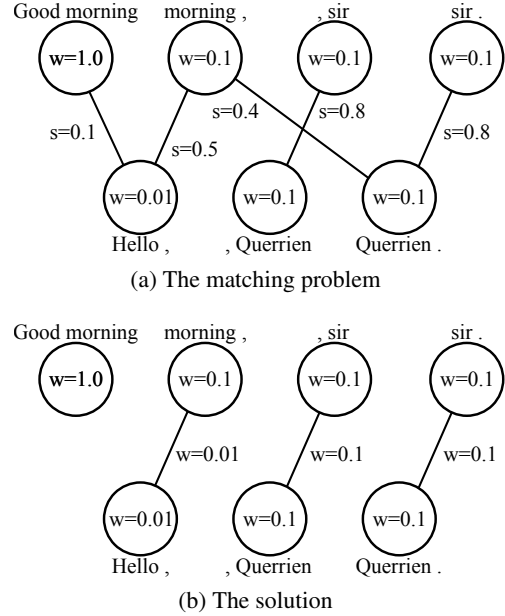 Good morning morning , , sir sir .
w=1.0 w=0.1 w=0.1 w=0.1
s=0.1 s=0.5 s=0.4 s=0.8 s=0.8
w=0.01 w=0.1 w=0.1
Hello , , Querrien Querrien .
(a) The matching problem
Good morning morning , , sir sir .
w=1.0 w=0.1 w=0.1 w=0.1
w=0.01 w=0.1 w=0.1
w=0.01 w=0.1 w=0.1
Hello , , Querrien Querrien .
(b) The solution